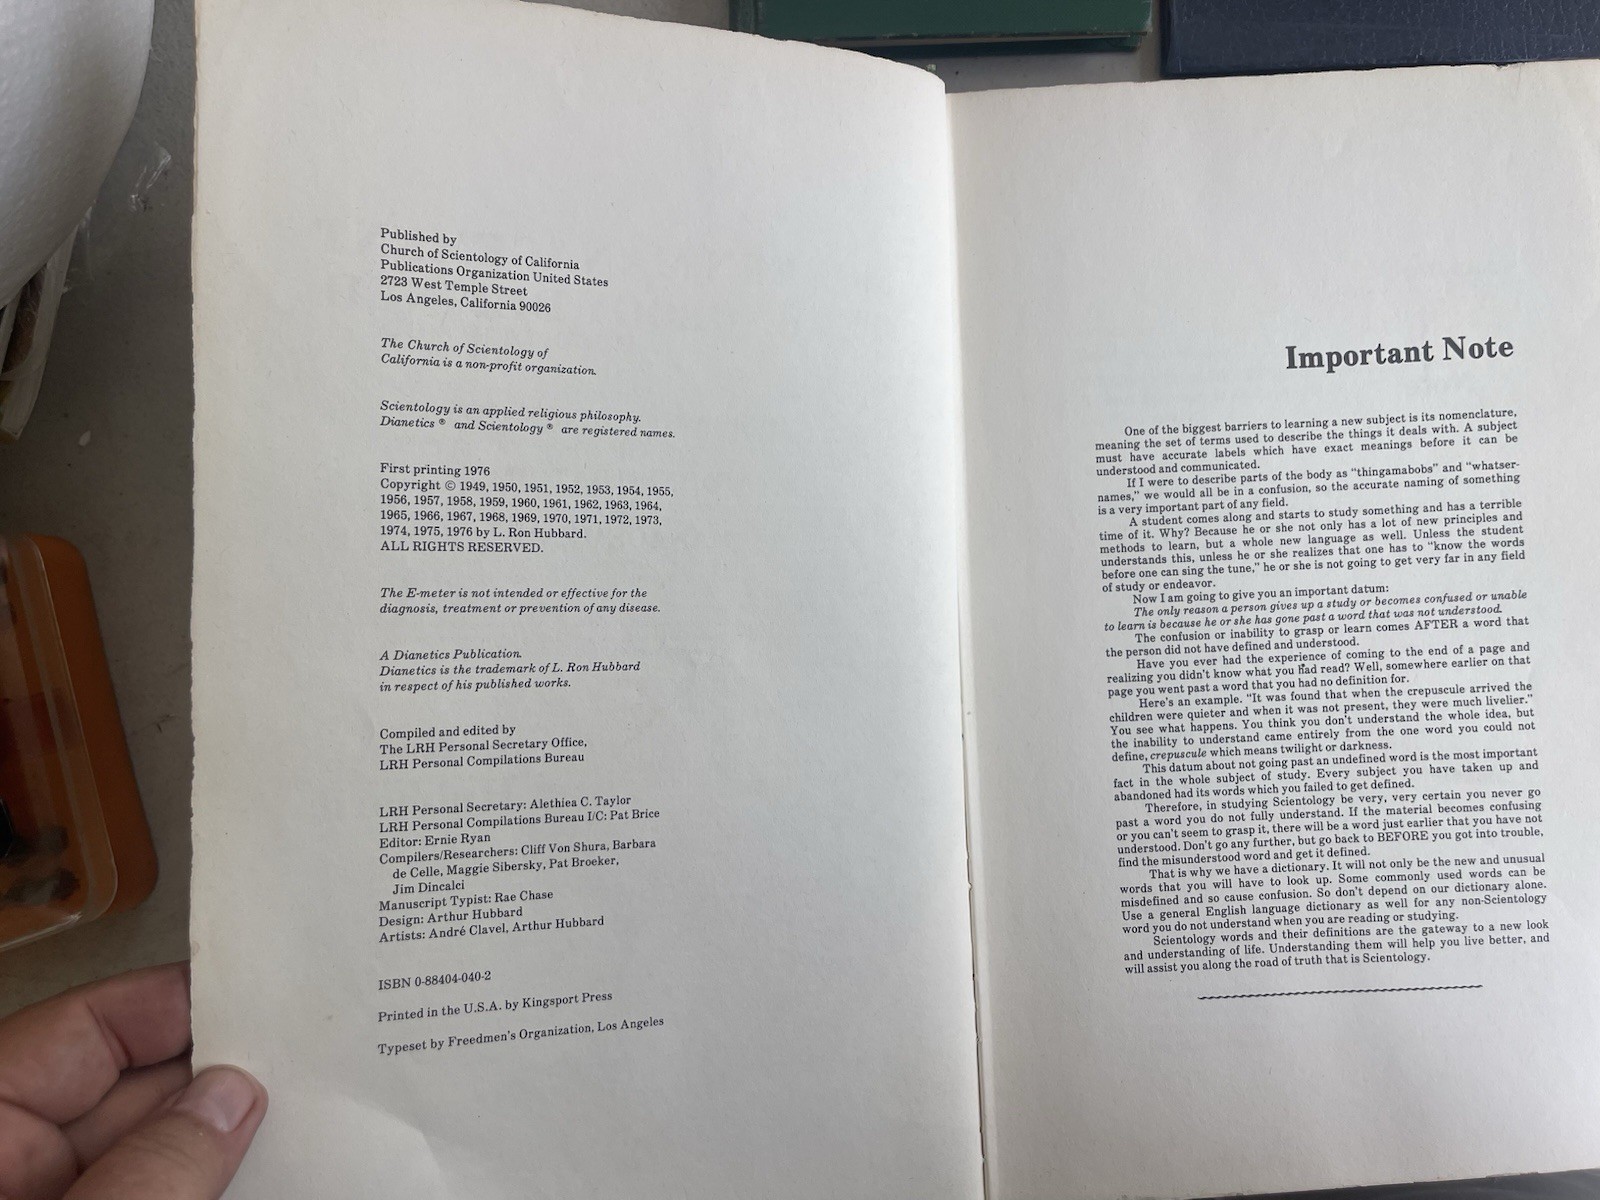 Published by
Church of Scientology of California
Publications Organization United States
2723 West Temple Street
Los Angeles, California 90026
The Church of Scientology of
California is a non-profit organization.
Scientology is an applied religious philosophy.
Dianetics ® and Scientology ® are registered names.
First printing 1976
Copyright © 1949, 1950, 1951, 1952, 1953, 1954, 1955,
1956, 1957, 1958, 1959, 1960, 1961, 1962, 1963, 1964,
1965, 1966, 1967, 1968, 1969, 1970, 1971, 1972, 1973,
1974, 1975, 1976 by L. Ron Hubbard.
ALL RIGHTS RESERVED.
The E-meter is not intended or effective for the
diagnosis, treatment or prevention of any disease.
A Dianetics Publication.
Dianetics is the trademark of L. Ron Hubbard
in respect of his published works.
Compiled and edited by
The LRH Personal Secretary Office,
LRH Personal Compilations Bureau
LRH Personal Secretary: Alethiea C. Taylor
LRH Personal Compilations Bureau I/C: Pat Brice
Editor: Ernie Ryan
Compilers/Researchers: Cliff Von Shura, Barbara
de Celle, Maggie Sibersky, Pat Broeker,
Jim Dincalci
Manuscript Typist: Rae Chase
Design: Arthur Hubbard
Artists: André Clavel, Arthur Hubbard
ISBN 0-88404-040-2
Printed in the U.S.A. by Kingsport Press
Typeset by Freedmen's Organization, Los Angeles
Important Note
One of the biggest barriers to learning a new subject is its nomenclature,
meaning the set of terms used to describe the things it deals with. A subject
must have accurate labels which have exact meanings before it can be
understood and communicated.
If I were to describe parts of the body as "thingamabobs" and "whatser-
names," we would all be in a confusion, so the accurate naming of something
is a very important part of any field.
A student comes along and starts to study something and has a terrible
time of it. Why? Because he or she not only has a lot of new principles and
methods to learn, but a whole new language as well. Unless the student
understands this, unless he or she realizes that one has to "know the words
before one can sing the tune," he or she is not going to get very far in any field
of study or endeavor.
Now I am going to give you an important datum:
The only reason a person gives up a study or becomes confused or unable
to learn is because he or she has gone past a word that was not understood.
The confusion or inability to grasp or learn comes AFTER a word that
the person did not have defined and understood.
Have you ever had the experience of coming to the end of a page and
realizing you didn't know what you had read? Well, somewhere earlier on that
page you went past a word that you had no definition for.
Here's an example. "It was found that when the crepuscule arrived the
children were quieter and when it was not present, they were much livelier."
You see what happens. You think you don't understand the whole idea, but
the inability to understand came entirely from the one word you could not
define, crepuscule which means twilight or darkness.
This datum about not going past an undefined word is the most important
fact in the whole subject of study. Every subject you have taken up and
abandoned had its words which you failed to get defined.
Therefore, in studying Scientology be very, very certain you never go
past a word you do not fully understand. If the material becomes confusing
or you can't seem to grasp it, there will be a word just earlier that you have not
understood. Don't go any further, but go back to BEFORE you got into trouble,
find the misunderstood word and get it defined.
That is why we have a dictionary. It will not only be the new and unusual
words that you will have to look up. Some commonly used words can be
misdefined and so cause confusion. So don't depend on our dictionary alone.
Use a general English language dictionary as well for any non-Scientology
word you do not understand when you are reading or studying.
Scientology words and their definitions are the gateway to a new look
and understanding of life. Understanding them will help you live better, and
will assist you along the road of truth that is Scientology.